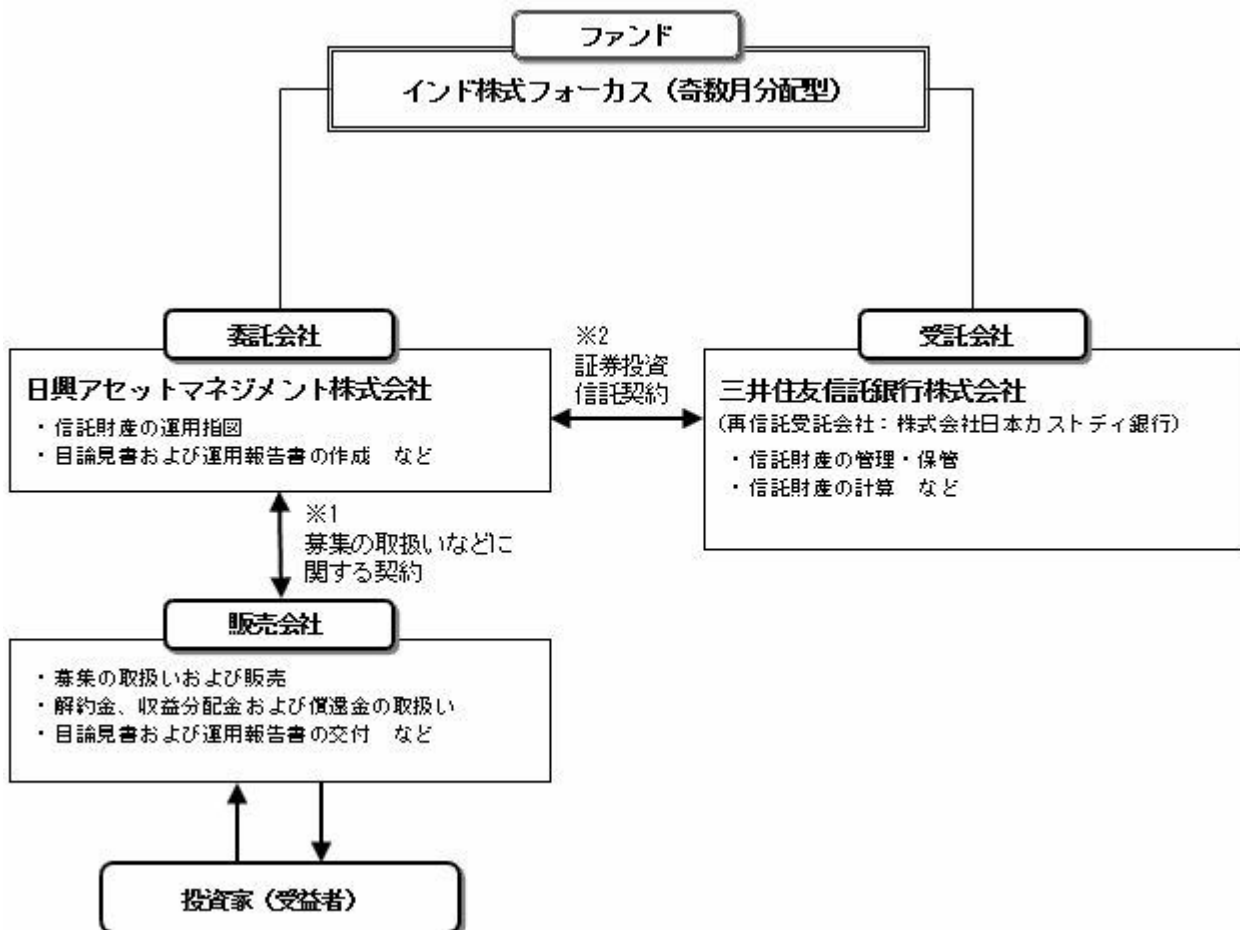 ファンド
インド株式フォーカス（奇数月分配型）
委託会社
日興アセットマネジメント株式会社
・信託財産の運用指図
・目論見書および運用報告書の作成　など
※2
証券投資
信託契約
受託会社
三井住友信託銀行株式会社
（再信託受託会社：株式会社日本カストディ銀行）
・信託財産の管理・保管
・信託財産の計算　など
※1
募集の取扱いなどに
関する契約
販売会社
・募集の取扱いおよび販売
・解約金、収益分配金および償還金の取扱い
・目論見書および運用報告書の交付　など
投資家（受益者）